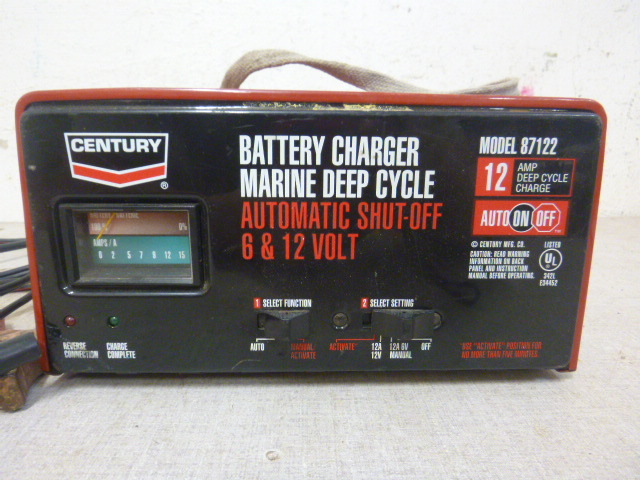 CENTURY
®
BATTERY CHARGER
MARINE DEEP CYCLE
AUTOMATIC SHUT-OFF
6 & 12 VOLT
MODEL 87122
12 AMP
DEEP CYCLE
CHARGE
AUTO ON OFF
© CENTURY MFG. CO.
CAUTION: READ WARNING
INFORMATION ON BACK
PANEL AND INSTRUCTION
MANUAL BEFORE OPERATING.
LISTED
UL
®
342L
E34452
0%
AMPS / A
0 2 5 7 9 12 15
REVERSE
CONNECTION
CHARGE
COMPLETE
1 SELECT FUNCTION
AUTO
MANUAL
ACTIVATE
2 SELECT SETTING
ACTIVATE*
12A
12V
12A 6V
MANUAL
OFF
*USE "ACTIVATE" POSITION FOR
NO MORE THAN FIVE MINUTES.